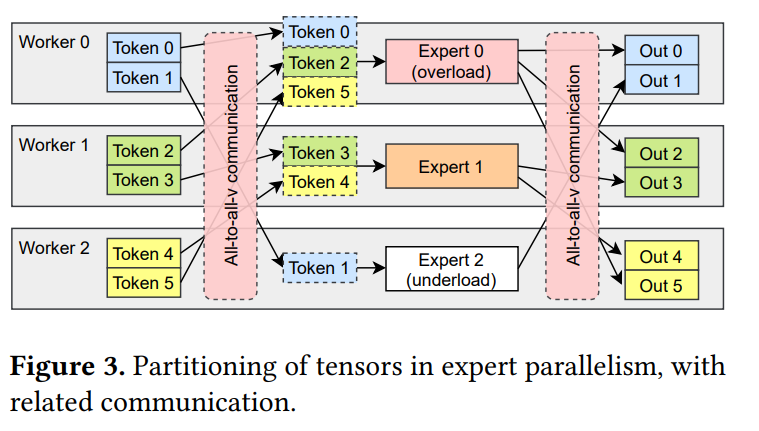 Worker 0
Token 0
Token 1
Token 0
Token 2
Token 5
Expert 0
(overload)
Out 0
Out 1
Worker 1
Token 2
Token 3
Token 3
Token 4
Expert 1
Out 2
Out 3
Worker 2
Token 4
Token 5
Token 1
Expert 2
(underload)
Out 4
Out 5
All-to-all-v communication
All-to-all-v communication
Figure 3. Partitioning of tensors in expert parallelism, with
related communication.